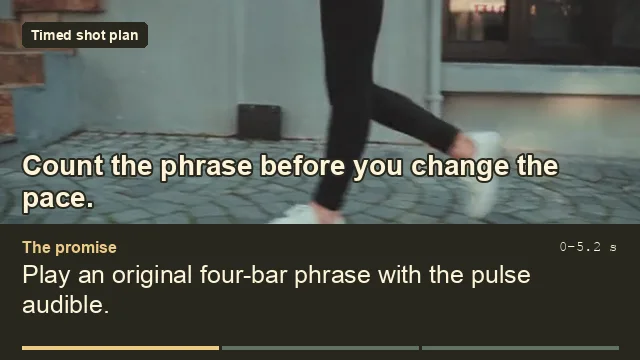 Timed shot plan
Count the phrase before you change the
pace.
The promise
0–5.2 s
Play an original four-bar phrase with the pulse
audible.